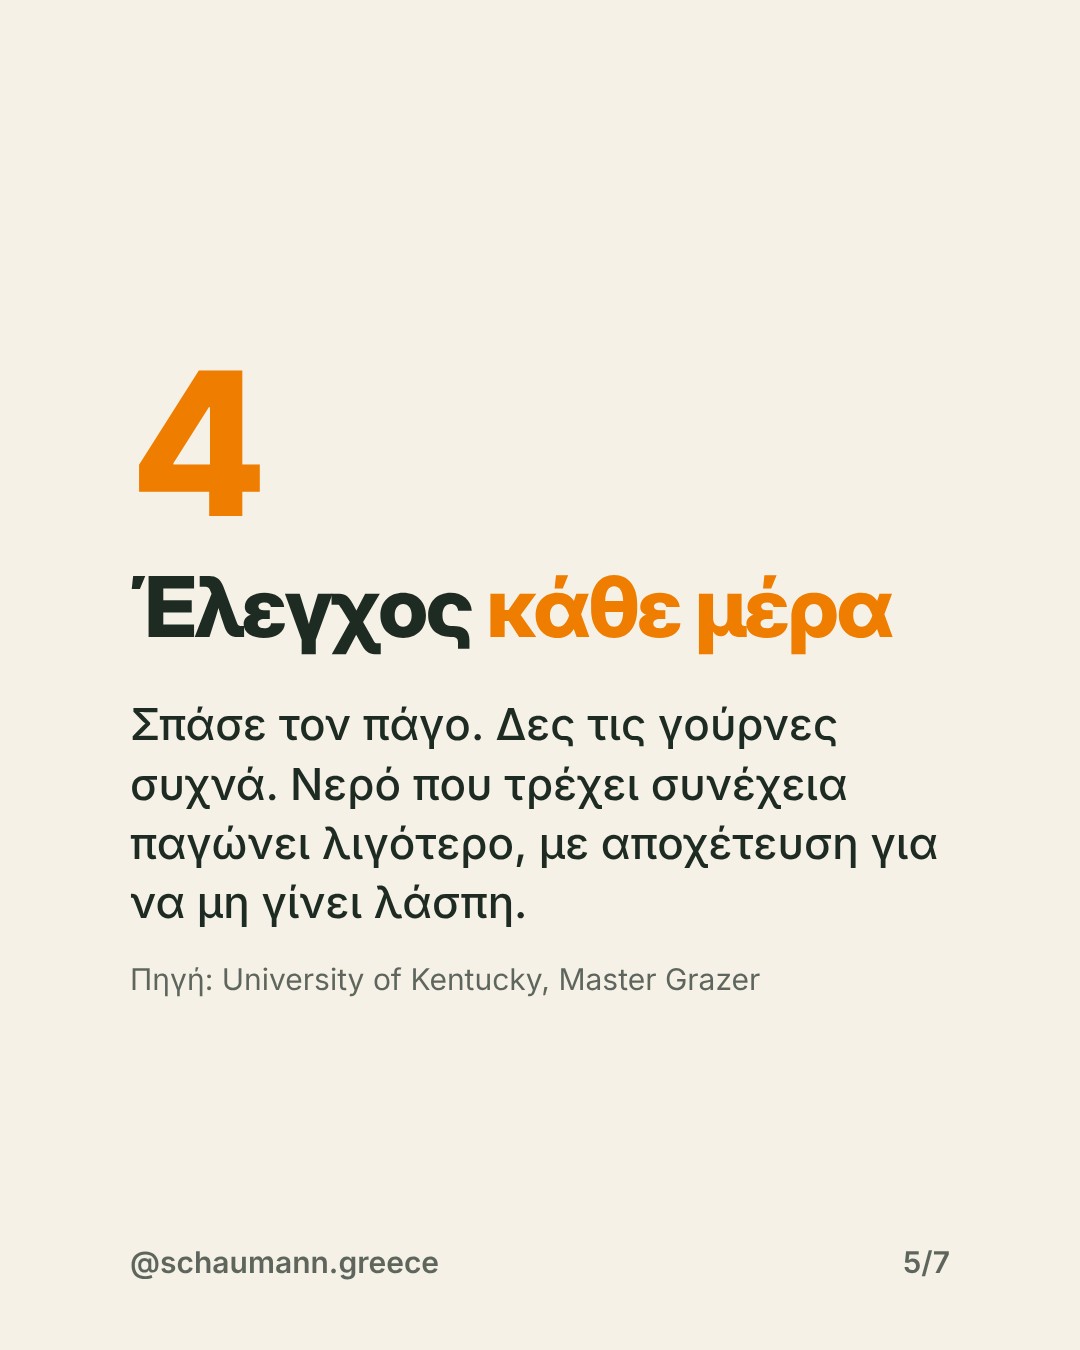 4
Έλεγχος κάθε μέρα
Σπάσε τον πάγο. Δες τις γούρνες
συχνά. Νερό που τρέχει συνέχεια
παγώνει λιγότερο, με αποχέτευση για
να μη γίνει λάσπη.
Πηγή: University of Kentucky, Master Grazer
@schaumann.greece
5/7